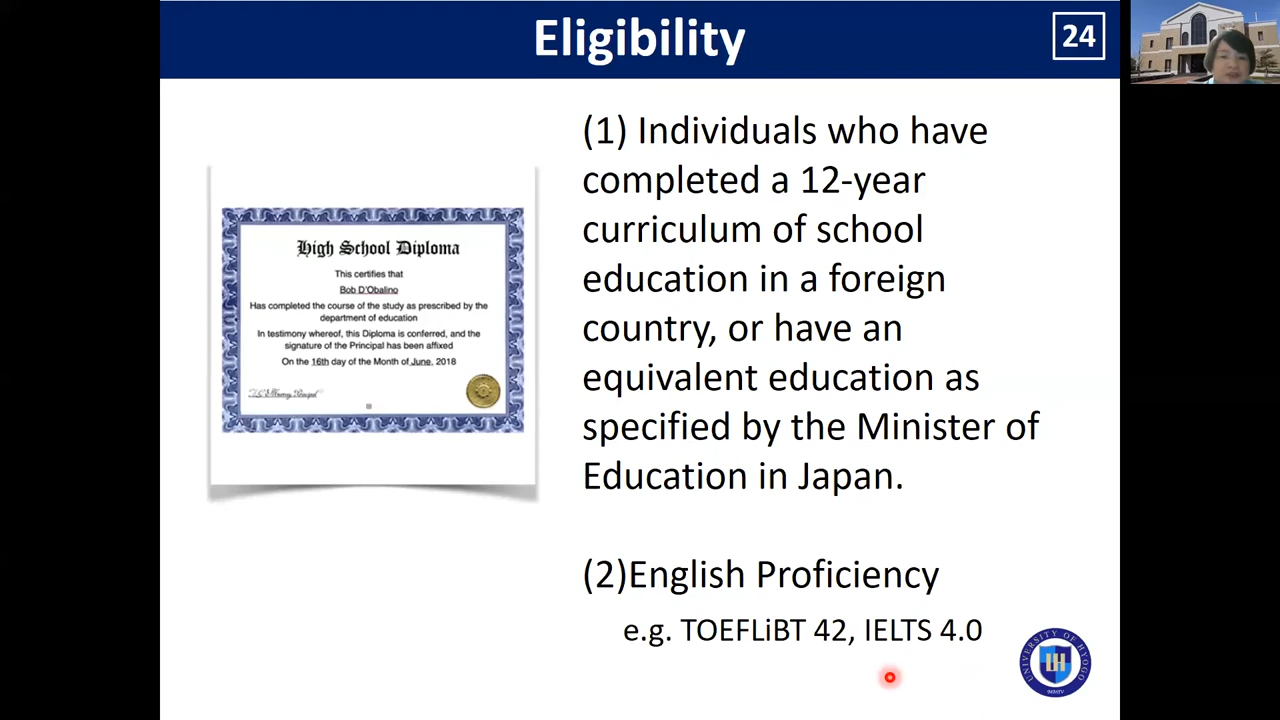 Eligibility
24
(1) Individuals who have
completed a 12-year
curriculum of school
education in a foreign
country, or have an
equivalent education as
specified by the Minister of
Education in Japan.
(2)English Proficiency
e.g. TOEFLiBT 42, IELTS 4.0
High School Diploma
This certifies that
Bob D'Obalino
Has completed the course of the study as prescribed by the
department of education
In testimony whereof, this Diploma is conferred, and the
signature of the Principal has been affixed
On the 16th day of the Month of June, 2018
UNIVERSITY OF HYOGO
UH